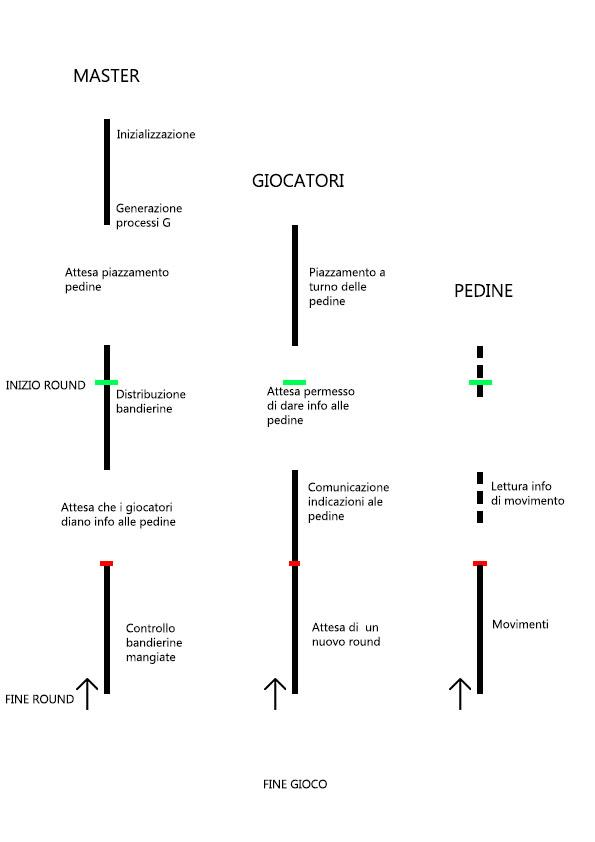 MASTER
Inizializzazione
GIOCATORI
Generazione
processi G
Attesa piazzamento
pedine
Piazzamento a
turno delle
pedine
PEDINE
INIZIO ROUND
Distribuzione
bandierine
Attesa permesso
di dare info alle
pedine
Attesa che i giocatori
diano info alle pedine
Comunicazione
indicazioni ale
pedine
Lettura info
di movimento
Controllo
bandierine
mangiate
Attesa di  un
nuovo round
Movimenti
FINE ROUND
FINE GIOCO